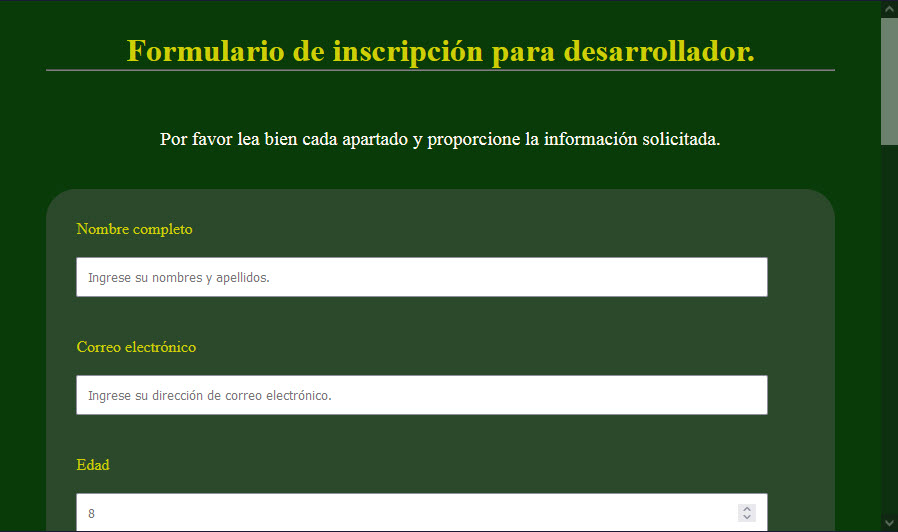 Formulario de inscripción para desarrollador.
Por favor lea bien cada apartado y proporcione la información solicitada.
Nombre completo
Ingrese su nombres y apellidos.
Correo electrónico
Ingrese su dirección de correo electrónico.
Edad
8